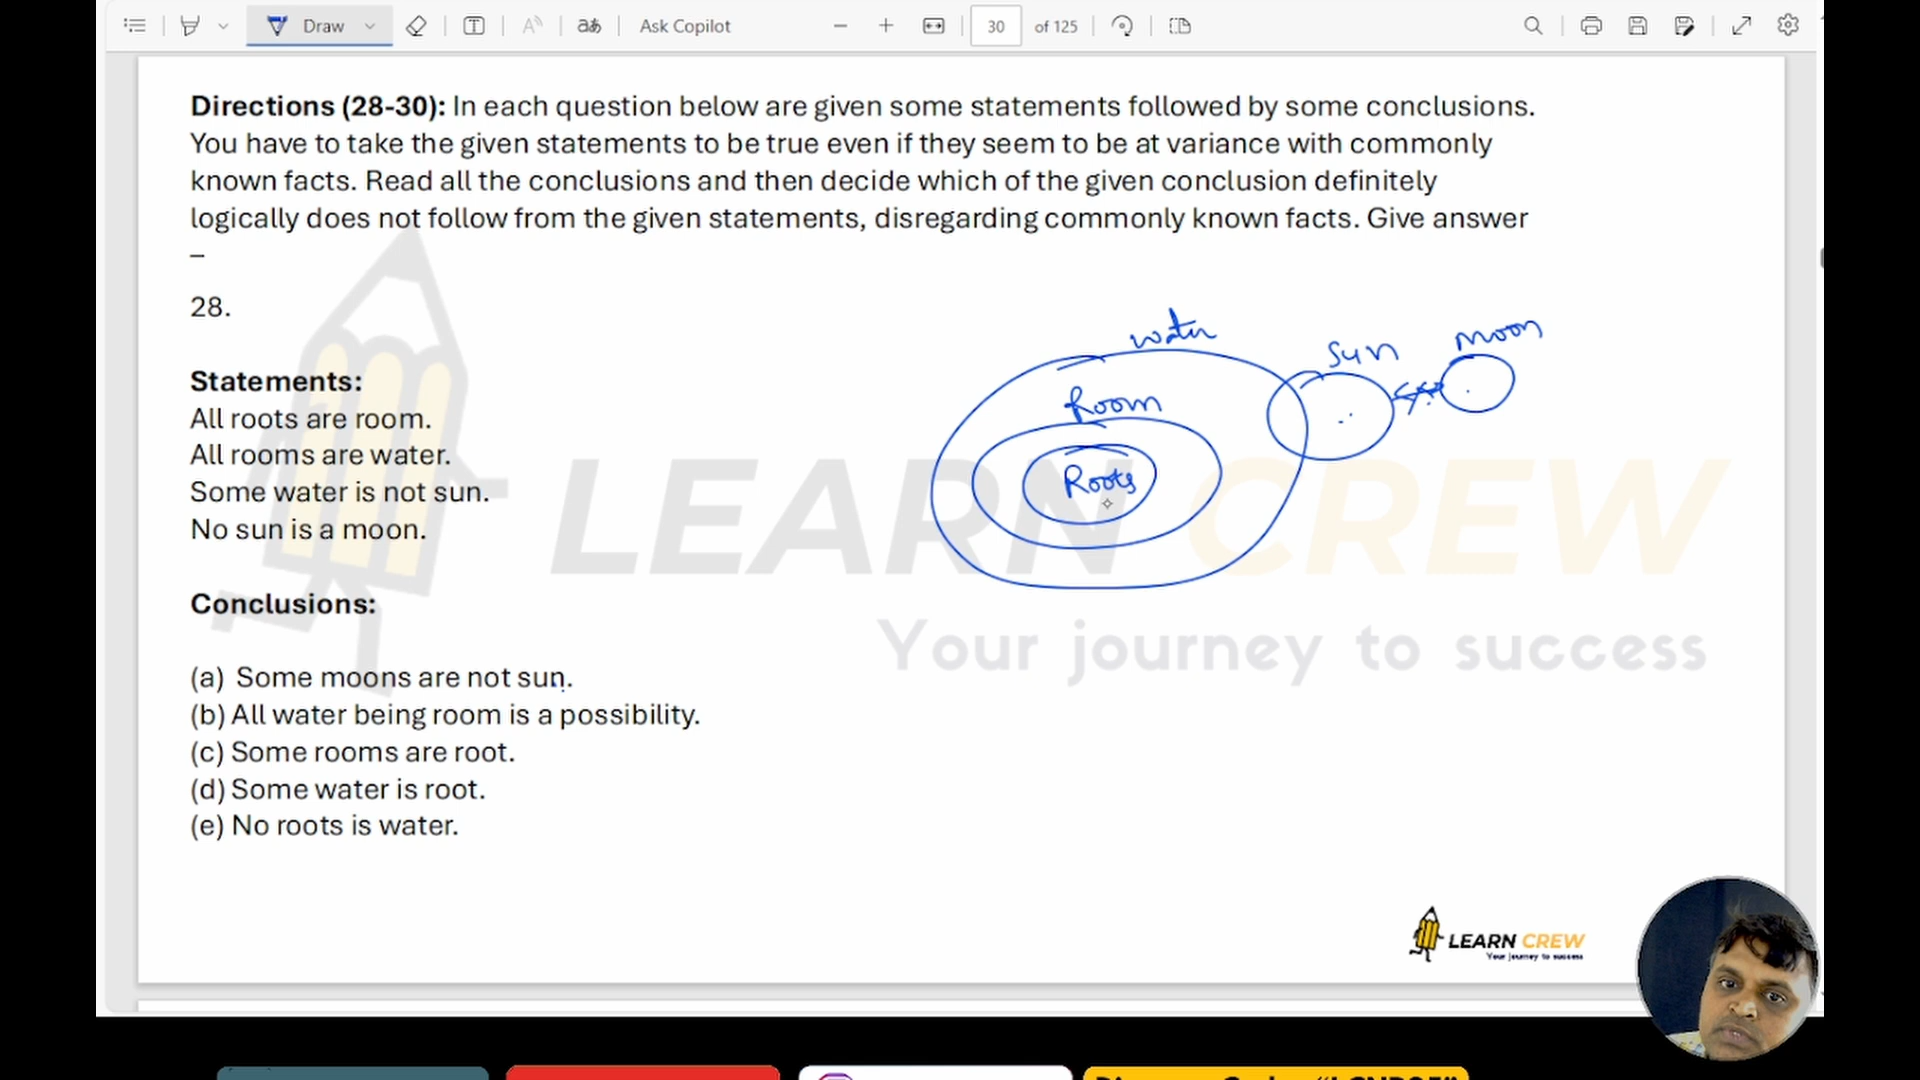 Draw
Ask Copilot
30 of 125
Directions (28-30): In each question below are given some statements followed by some conclusions.
You have to take the given statements to be true even if they seem to be at variance with commonly
known facts. Read all the conclusions and then decide which of the given conclusion definitely
logically does not follow from the given statements, disregarding commonly known facts. Give answer
–
28.
water
Sun
Moon
Room
Roots
Statements:
All roots are room.
All rooms are water.
Some water is not sun.
No sun is a moon.
Conclusions:
(a) Some moons are not sun.
(b) All water being room is a possibility.
(c) Some rooms are root.
(d) Some water is root.
(e) No roots is water.
LEARN CREW
Your journey to success
LEARN CREW
Your journey to success